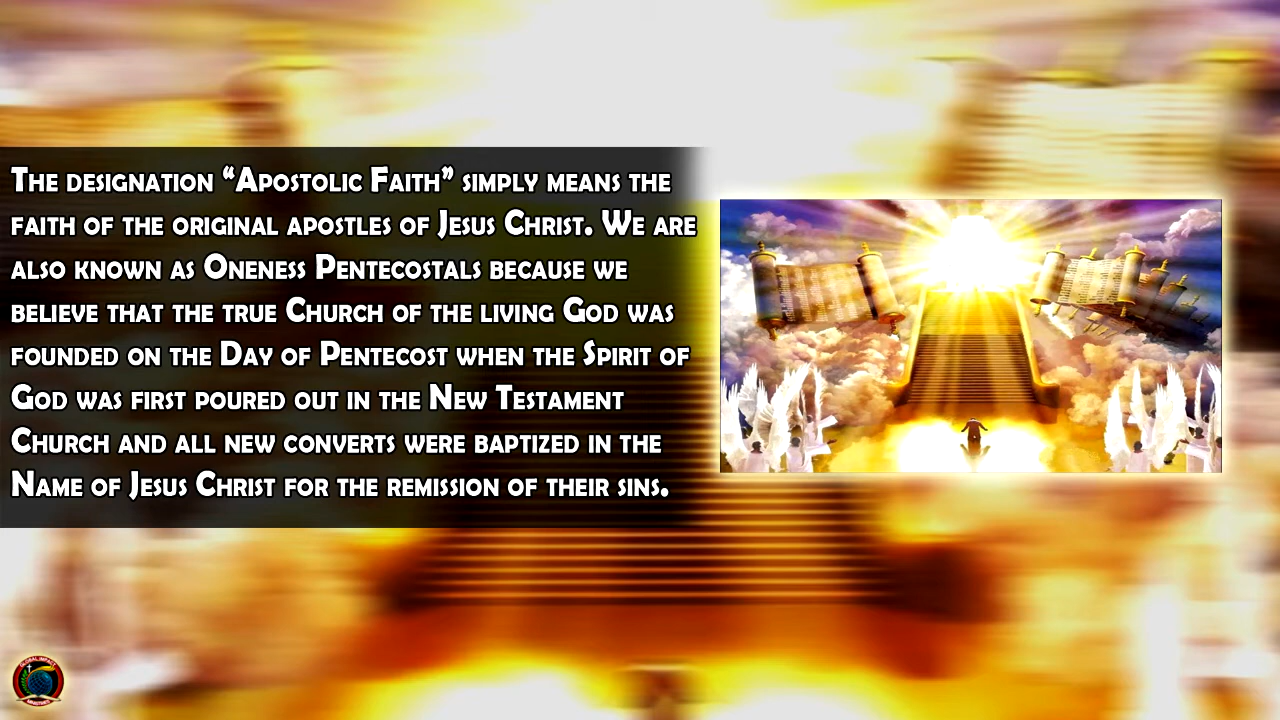 The designation “Apostolic Faith” simply means the
faith of the original apostles of Jesus Christ. We are
also known as Oneness Pentecostals because we
believe that the true Church of the living God was
founded on the Day of Pentecost when the Spirit of
God was first poured out in the New Testament
Church and all new converts were baptized in the
Name of Jesus Christ for the remission of their sins.
GLOBAL IMPACT
MINISTRIES